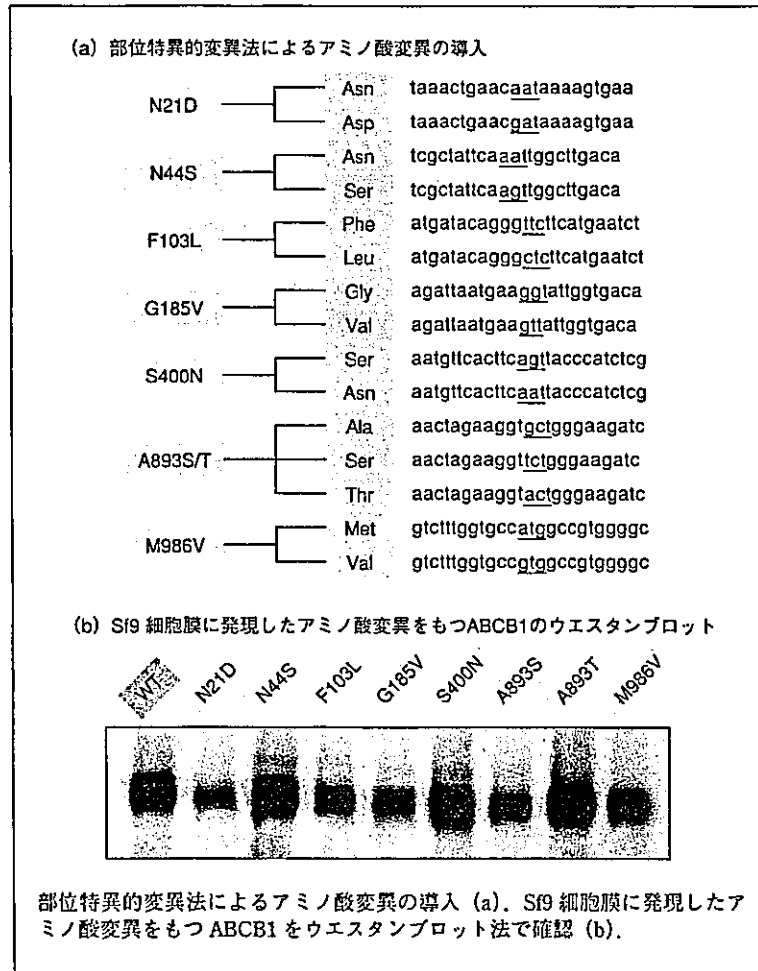 (a) 部位特異的変異法によるアミノ酸変異の導入
N21D
Asn taaactgaacaataaaagtgaa
Asp taaactgaacgataaaagtgaa
N44S
Asn tcgctattcaaattggcttgaca
Ser tcgctattcaagttggcttgaca
F103L
Phe atgatacagggttcttcatgaatct
Leu atgatacagggctcttcatgaatct
G185V
Gly agattaatgaaggtattggtgaca
Val agattaatgaagttattggtgaca
S400N
Ser aatgttcacttcagttacccatctcg
Asn aatgttcacttcaattacccatctcg
A893S/T
Ala aactagaaggtgctgggaagatc
Ser aactagaaggttctgggaagatc
Thr aactagaaggtactgggaagatc
M986V
Met gtctttggtgccatggccgtggggc
Val gtctttggtgccgtggccgtggggc
(b) Sf9 細胞膜に発現したアミノ酸変異をもつABCB1のウエスタンブロット
WT N21D N44S F103L G185V S400N A893S A893T M986V
部位特異的変異法によるアミノ酸変異の導入 (a). Sf9 細胞膜に発現したア
ミノ酸変異をもつ ABCB1 をウエスタンブロット法で確認 (b).